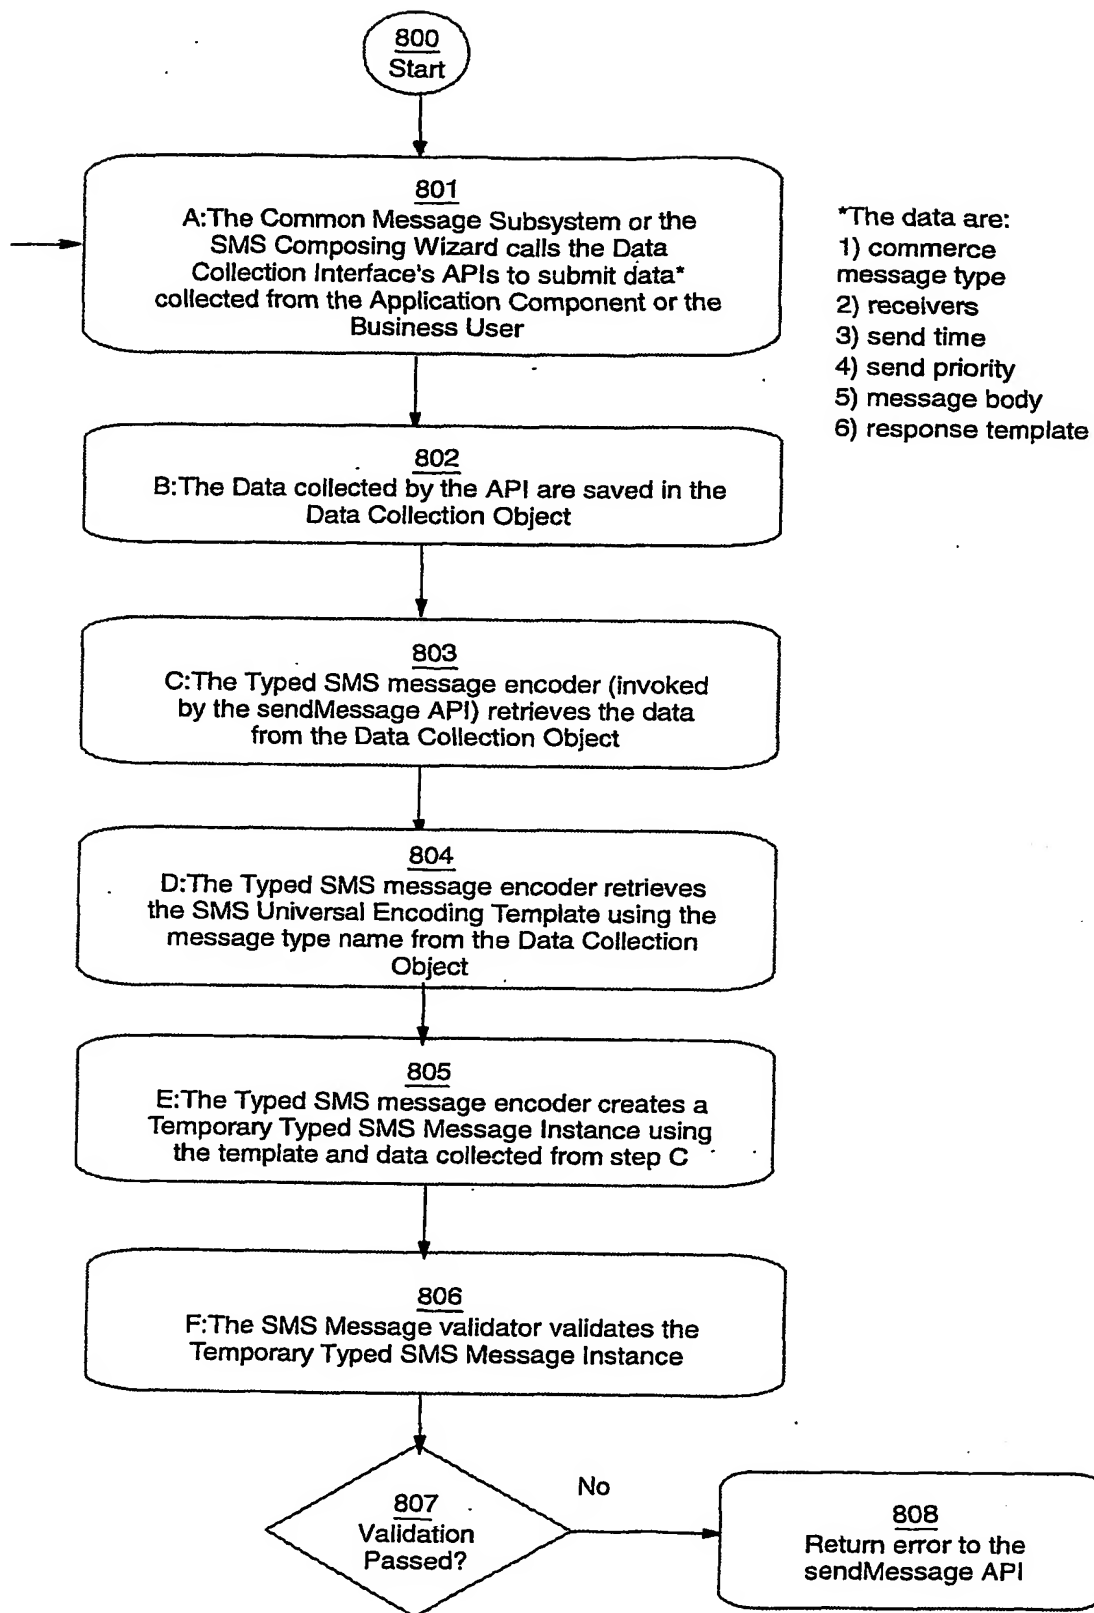 800
Start
801
A:The Common Message Subsystem or the
SMS Composing Wizard calls the Data
Collection Interface's APIs to submit data*
collected from the Application Component or the
Business User
*The data are:
1) commerce
message type
2) receivers
3) send time
4) send priority
5) message body
6) response template
802
B:The Data collected by the API are saved in the
Data Collection Object
803
C:The Typed SMS message encoder (invoked
by the sendMessage API) retrieves the data
from the Data Collection Object
804
D:The Typed SMS message encoder retrieves
the SMS Universal Encoding Template using the
message type name from the Data Collection
Object
805
E:The Typed SMS message encoder creates a
Temporary Typed SMS Message Instance using
the template and data collected from step C
806
F:The SMS Message validator validates the
Temporary Typed SMS Message Instance
807
Validation
Passed?
No
808
Return error to the
sendMessage API